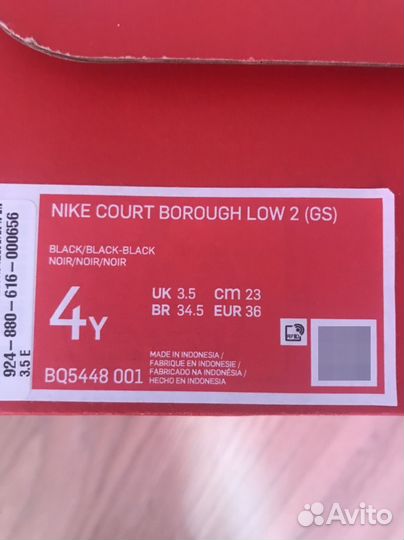 NIKE COURT BOROUGH LOW 2 (GS)
BLACK/BLACK-BLACK
NOIR/NOIR/NOIR
4Y
UK 3.5 cm 23
BR 34.5 EUR 36
BQ5448 001
MADE IN INDONESIA /
FABRIQUE EN INDONESIE /
FABRICADO NA INDONÉSIA /
HECHO EN INDONESIA
924-880-616-000656
3.5 E
Avito